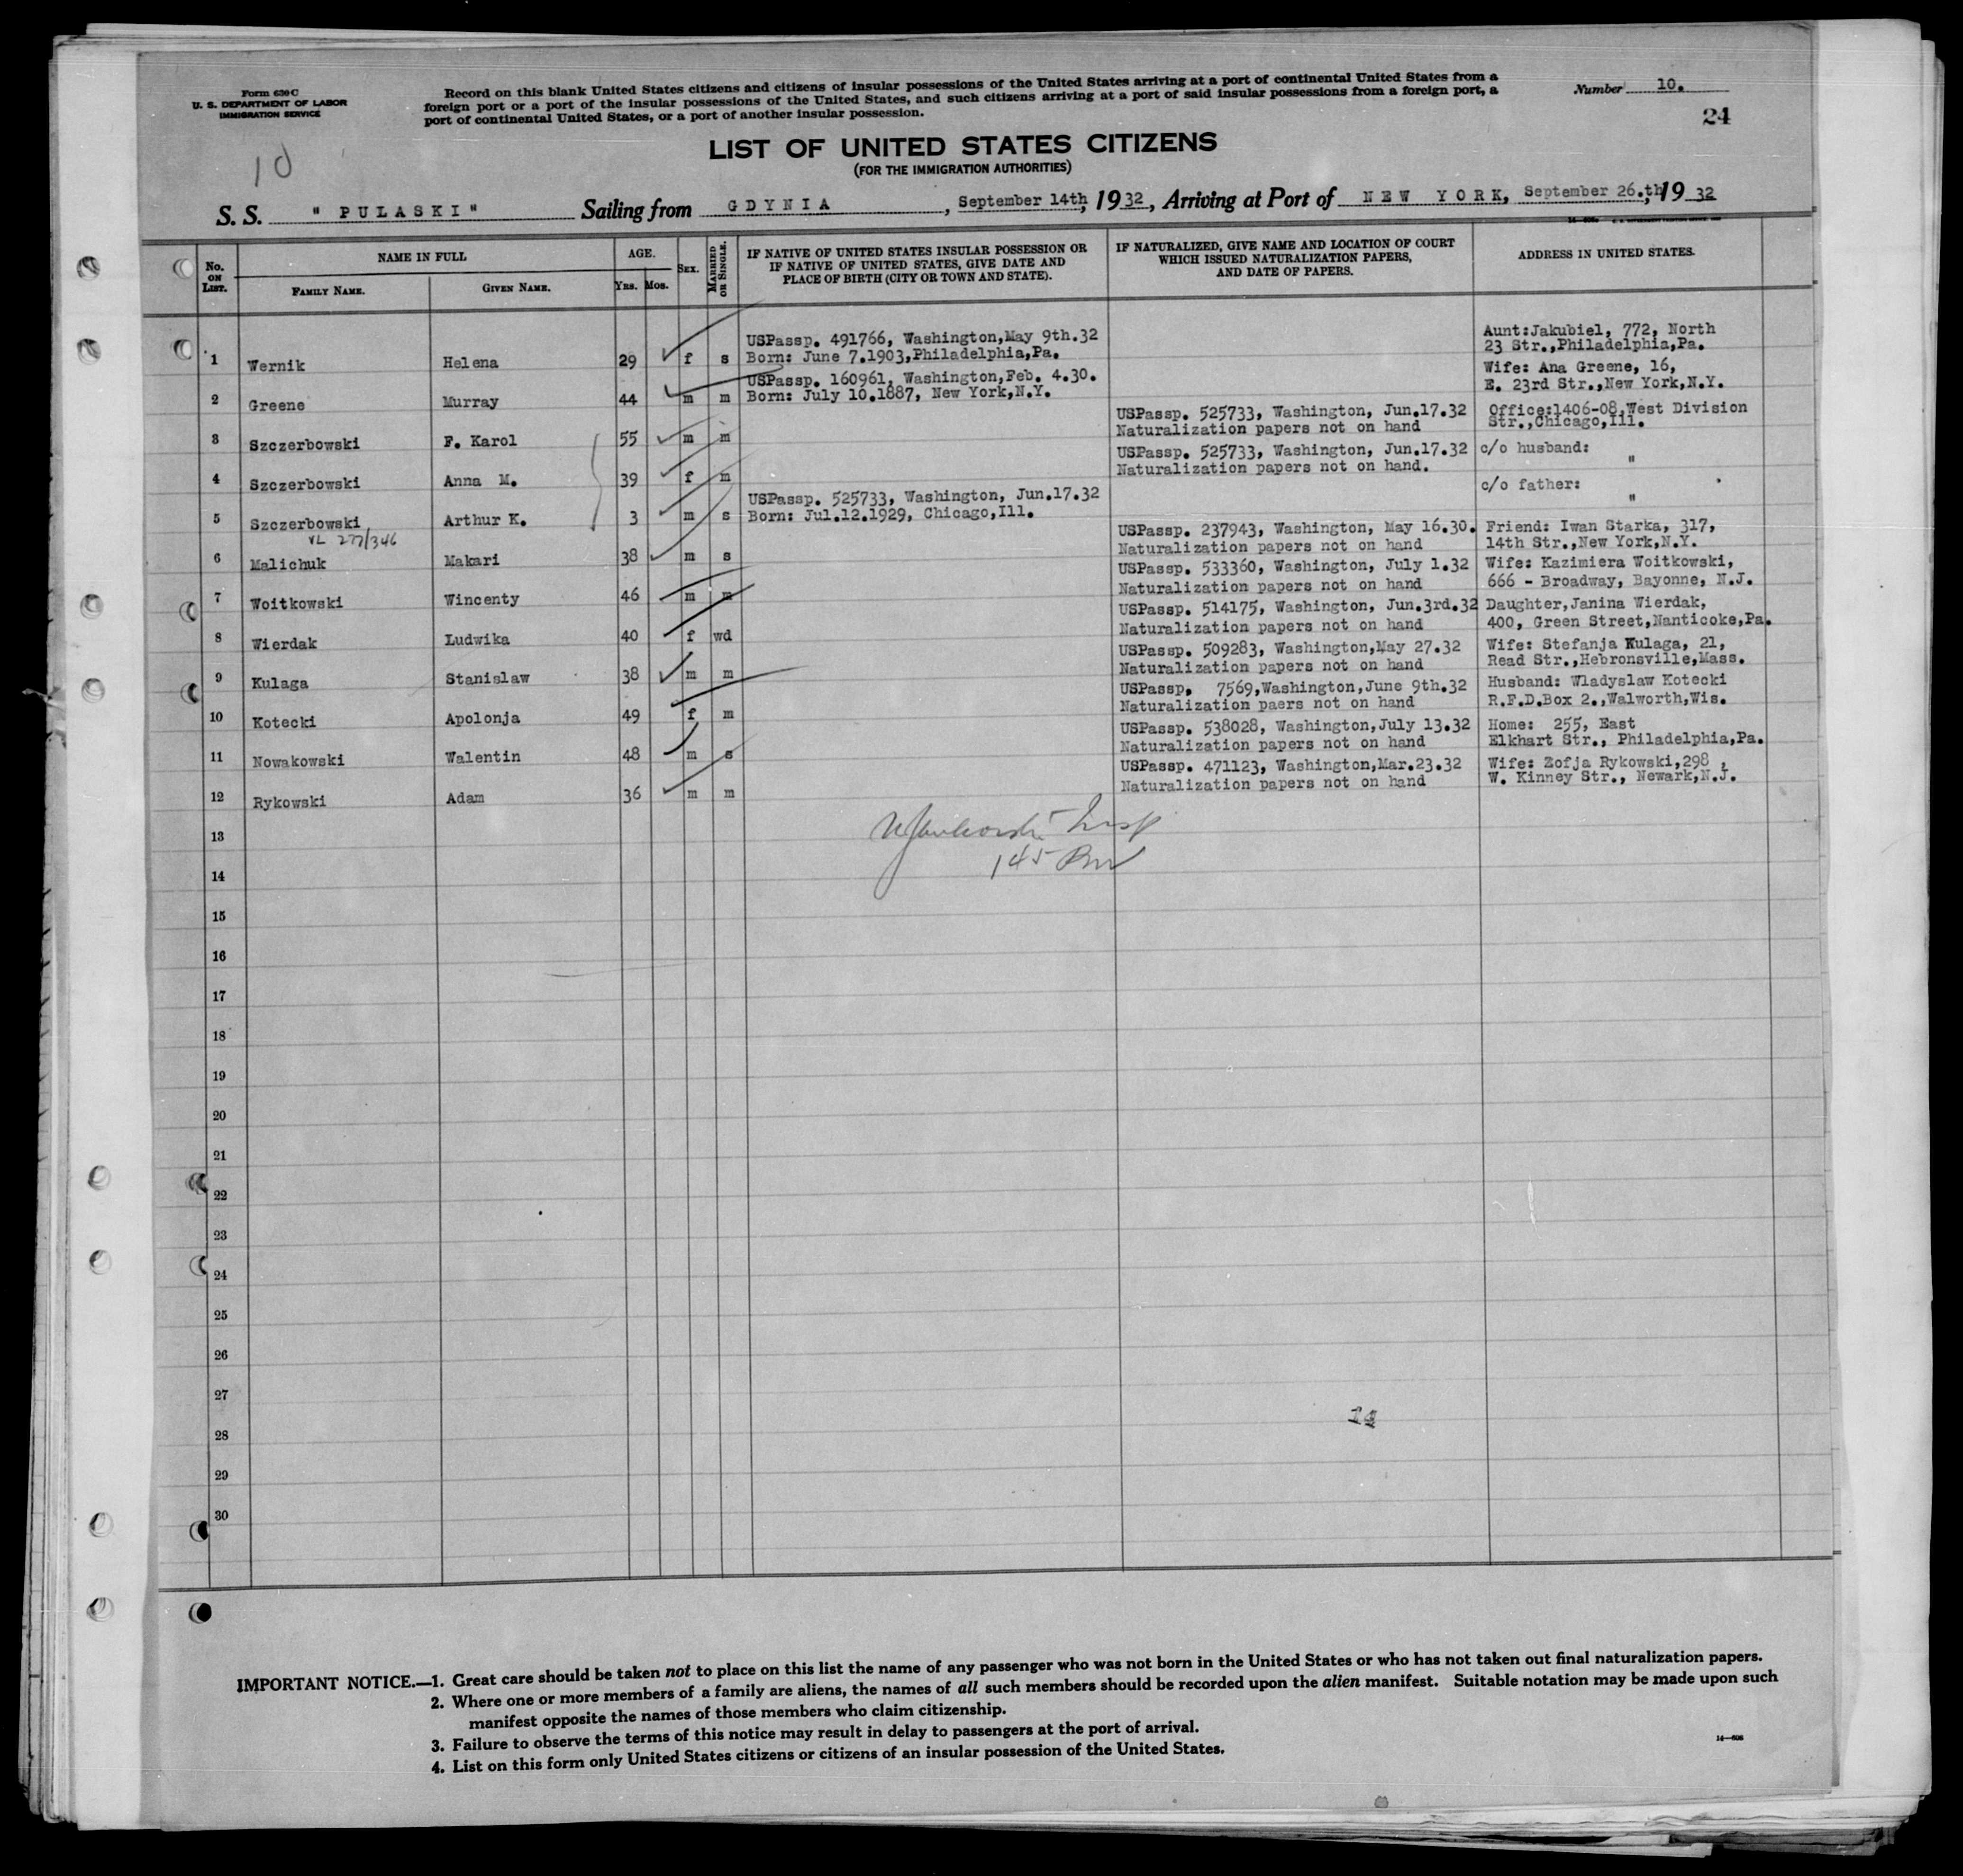 Form 630 C
U. S. DEPARTMENT OF LABOR
IMMIGRATION SERVICE
Record on this blank United States citizens and citizens of insular possessions of the United States arriving at a port of continental United States from a
foreign port or a port of the insular possessions of the United States, and such citizens arriving at a port of said insular possessions from a foreign port, a
port of continental United States, or a port of another insular possession.
Number 10.
24
10
LIST OF UNITED STATES CITIZENS
(FOR THE IMMIGRATION AUTHORITIES)
S. S. "PULASKI" Sailing from GDYNIA, September 14th, 1932, Arriving at Port of NEW YORK, September 26.th, 1932
No. ON LIST.
NAME IN FULL
FAMILY NAME.
GIVEN NAME.
AGE.
YRS.
MOS.
SEX.
MARRIED OR SINGLE.
IF NATIVE OF UNITED STATES INSULAR POSSESSION OR
IF NATIVE OF UNITED STATES, GIVE DATE AND
PLACE OF BIRTH (CITY OR TOWN AND STATE).
IF NATURALIZED, GIVE NAME AND LOCATION OF COURT
WHICH ISSUED NATURALIZATION PAPERS,
AND DATE OF PAPERS.
ADDRESS IN UNITED STATES.
USPassp. 491766, Washington,May 9th.32 Aunt:Jakubiel, 772, North
1 Wernik Helena 29 f s Born: June 7.1903,Philadelphia,Pa. 23 Str.,Philadelphia,Pa.
USPassp. 160961, Washington,Feb. 4.30. Wife: Ana Greene, 16,
2 Greene Murray 44 m m Born: July 10.1887, New York,N.Y. E. 23rd Str.,New York,N.Y.
USPassp. 525733, Washington, Jun.17.32 Office:1406-08,West Division
3 Szczerbowski F. Karol 55 m m Naturalization papers not on hand Str.,Chicago,Ill.
USPassp. 525733, Washington, Jun.17.32 c/o husband:
4 Szczerbowski Anna M. 39 f m Naturalization papers not on hand. "
USPassp. 525733, Washington, Jun.17.32 c/o father:
5 Szczerbowski Arthur K. 3 m s Born: Jul.12.1929, Chicago,Ill. "
VL 277/346
USPassp. 237943, Washington, May 16.30. Friend: Iwan Starka, 317,
6 Malichuk Makari 38 m s Naturalization papers not on hand 14th Str.,New York,N.Y.
USPassp. 533360, Washington, July 1.32 Wife: Kazimiera Woitkowski,
7 Woitkowski Wincenty 46 m m Naturalization papers not on hand 666 - Broadway, Bayonne, N.J.
USPassp. 514175, Washington, Jun.3rd.32 Daughter,Janina Wierdak,
8 Wierdak Ludwika 40 f wd Naturalization papers not on hand 400, Green Street,Nanticoke,Pa.
USPassp. 509283, Washington,May 27.32 Wife: Stefanja Kulaga, 21,
9 Kulaga Stanislaw 38 m m Naturalization papers not on hand Read Str.,Hebronsville,Mass.
USPassp. 7569,Washington,June 9th.32 Husband: Wladyslaw Kotecki
10 Kotecki Apolonja 49 f m Naturalization paers not on hand R.F.D.Box 2.,Walworth,Wis.
USPassp. 538028, Washington,July 13.32 Home: 255, East
11 Nowakowski Walentin 48 m s Naturalization papers not on hand Elkhart Str., Philadelphia,Pa.
USPassp. 471123, Washington,Mar.23.32 Wife: Zofja Rykowski,298 ,
12 Rykowski Adam 36 m m Naturalization papers not on hand W. Kinney Str., Newark,N.J.
13
Insp
145
14
15
16
17
18
19
20
21
22
23
24
25
26
27
28
29
30
IMPORTANT NOTICE.—1. Great care should be taken not to place on this list the name of any passenger who was not born in the United States or who has not taken out final naturalization papers.
2. Where one or more members of a family are aliens, the names of all such members should be recorded upon the alien manifest. Suitable notation may be made upon such
manifest opposite the names of those members who claim citizenship.
3. Failure to observe the terms of this notice may result in delay to passengers at the port of arrival.
4. List on this form only United States citizens or citizens of an insular possession of the United States.
14—606